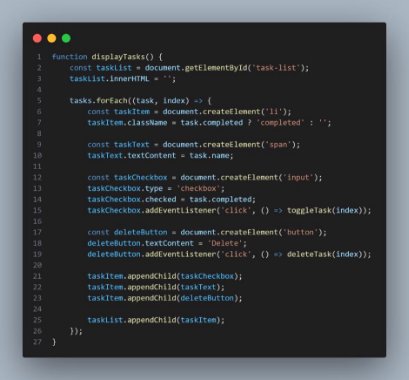 1 function displayTasks() {
2     const taskList = document.getElementById('task-list');
3     taskList.innerHTML = '';
4
5     tasks.forEach((task, index) => {
6         const taskItem = document.createElement('li');
7         taskItem.className = task.completed ? 'completed' : '';
8
9         const taskText = document.createElement('span');
10         taskText.textContent = task.name;
11
12         const taskCheckbox = document.createElement('input');
13         taskCheckbox.type = 'checkbox';
14         taskCheckbox.checked = task.completed;
15         taskCheckbox.addEventListener('click', () => toggleTask(index));
16
17         const deleteButton = document.createElement('button');
18         deleteButton.textContent = 'Delete';
19         deleteButton.addEventListener('click', () => deleteTask(index));
20
21         taskItem.appendChild(taskCheckbox);
22         taskItem.appendChild(taskText);
23         taskItem.appendChild(deleteButton);
24
25         taskList.appendChild(taskItem);
26     });
27 }